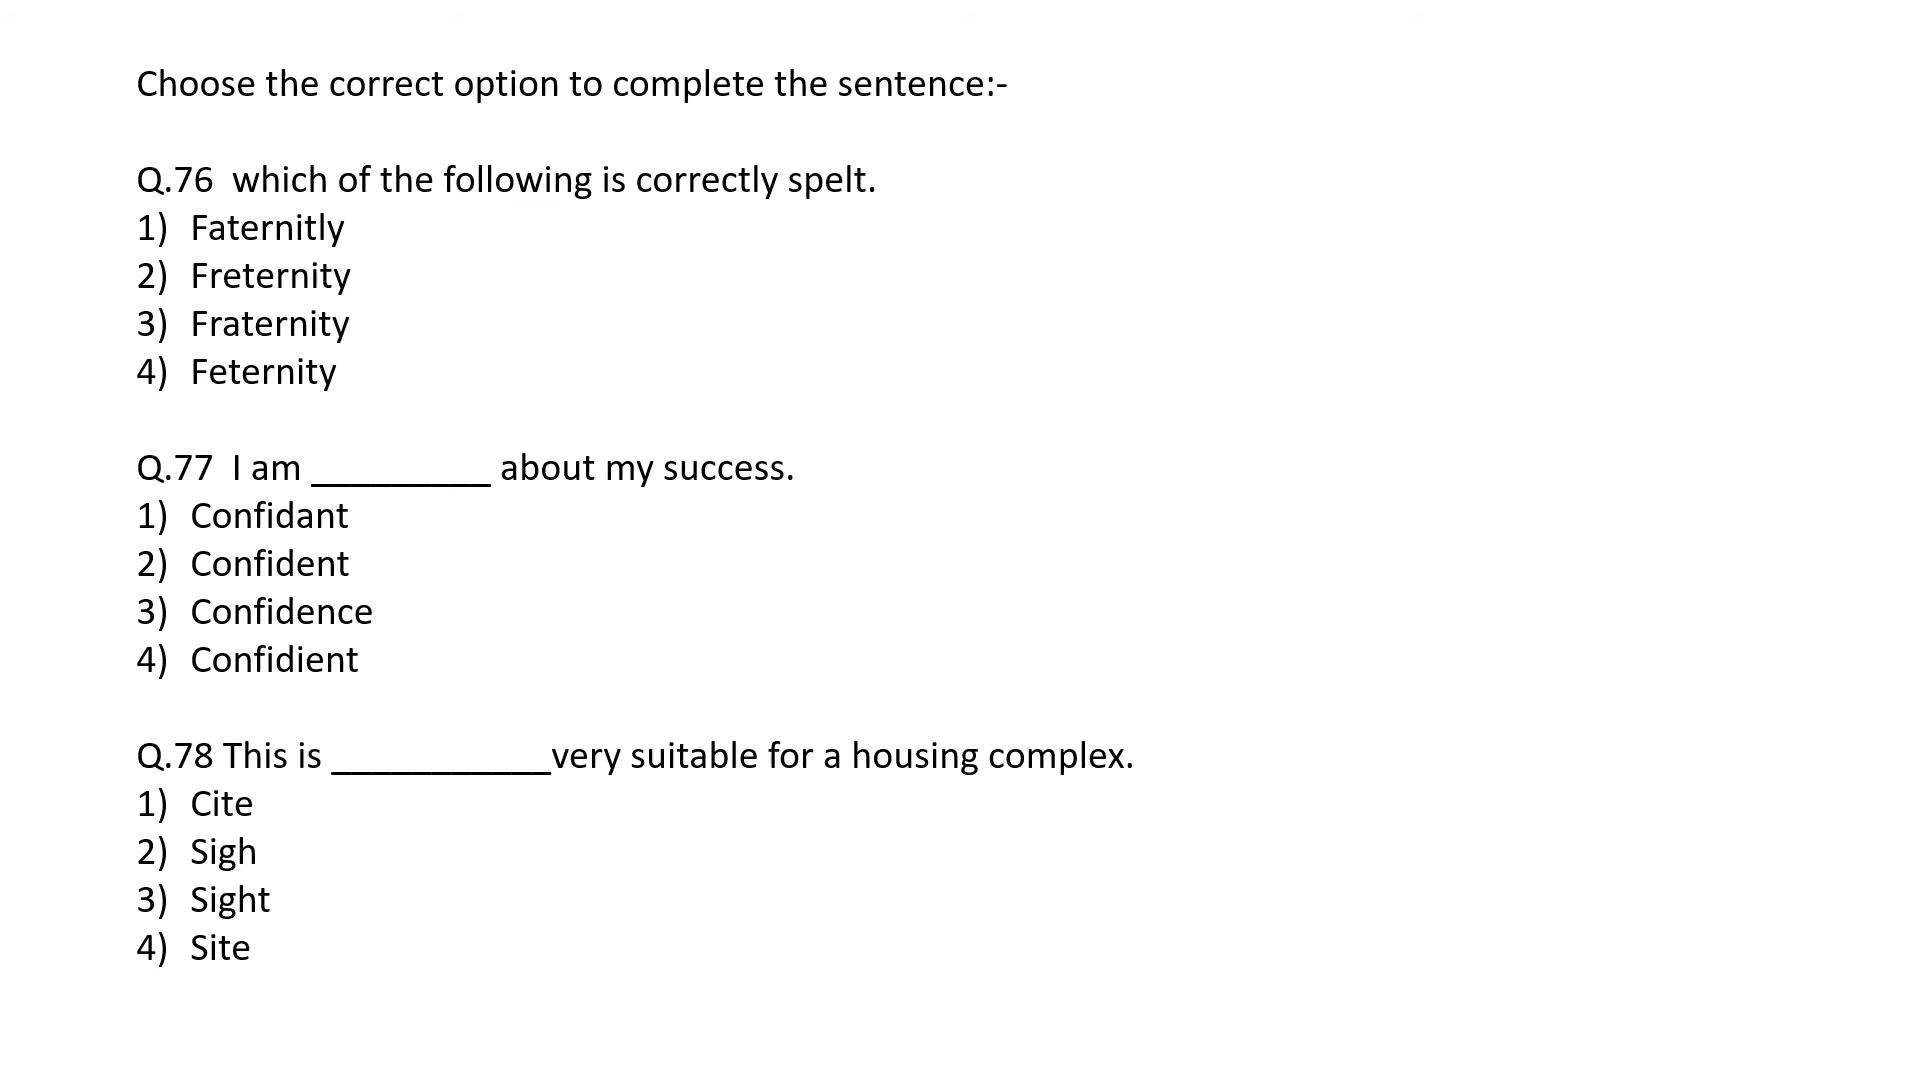 Choose the correct option to complete the sentence:-
Q.76  which of the following is correctly spelt.
1) Faternitly
2) Freternity
3) Fraternity
4) Feternity
Q.77  I am _________ about my success.
1) Confidant
2) Confident
3) Confidence
4) Confidient
Q.78 This is ___________very suitable for a housing complex.
1) Cite
2) Sigh
3) Sight
4) Site